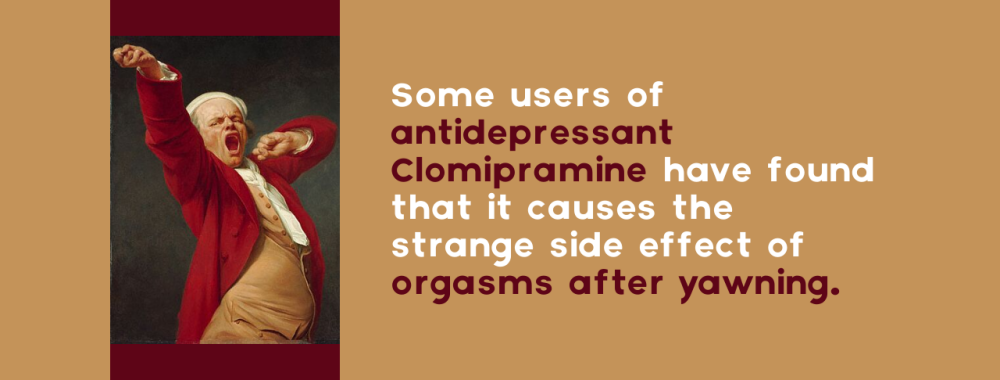 Some users of
antidepressant
Clomipramine have found
that it causes the
strange side effect of
orgasms after yawning.